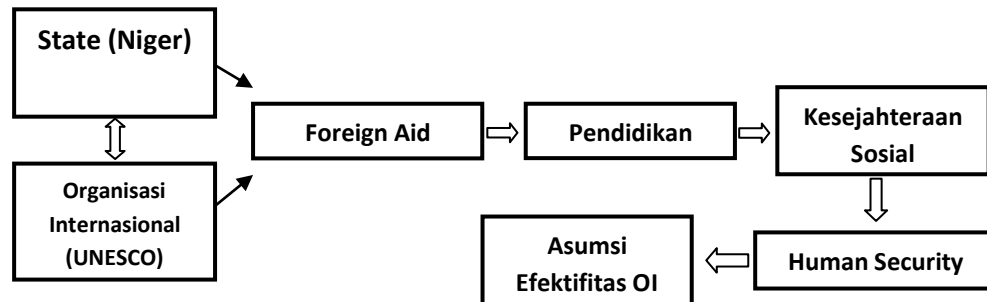 State (Niger)
Organisasi
Internasional
(UNESCO)
Foreign Aid
Pendidikan
Kesejahteraan
Sosial
Human Security
Asumsi
Efektifitas OI